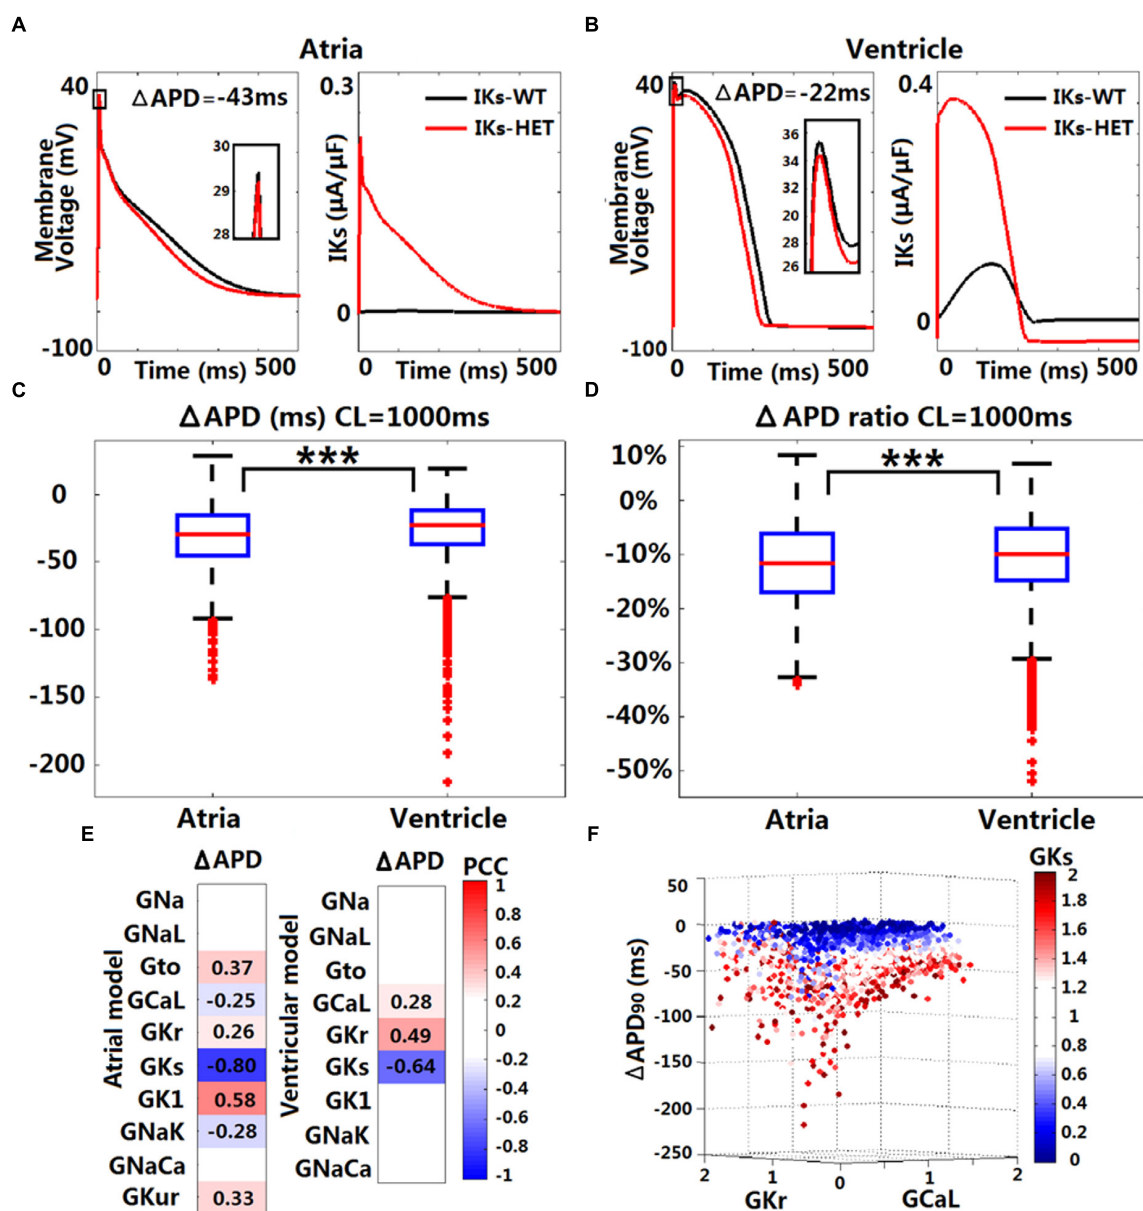 A
Atria
40
Membrane
Voltage (mV)
-100
Δ APD = -43ms
30
29
28
0
Time (ms)
500
0.3
IKs (μA/μF)
0
IKs-WT
IKs-HET
0
Time (ms)
500
B
Ventricle
40
Membrane
Voltage (mV)
-100
Δ APD = -22ms
36
34
32
20
28
26
0
Time (ms)
500
0.4
IKs (μA/μF)
0
IKs-WT
IKs-HET
0
Time (ms)
500
C
Δ APD (ms) CL=1000ms
***
0
-50
-100
-150
-200
Atria
Ventricle
D
Δ APD ratio CL=1000ms
***
10%
0%
-10%
-20%
-30%
-40%
-50%
Atria
Ventricle
E
Δ APD
Atrial model
GNa
GNaL
Gto 0.37
GCaL -0.25
GKr 0.26
GKs -0.80
GK1 0.58
GNaK -0.28
GNaCa
GKur 0.33
Δ APD
Ventricular model
GNa
GNaL
Gto
GCaL 0.28
GKr 0.49
GKs -0.64
GK1
GNaK
GNaCa
PCC
1
0.8
0.6
0.4
0.2
0
-0.2
-0.4
-0.6
-0.8
-1
F
ΔAPD90 (ms)
50
0
-50
-100
-150
-200
-250
2
1
0
1
2
GKr
GCaL
GKs
2
1.8
1.6
1.4
1.2
1
0.8
0.6
0.4
0.2
0